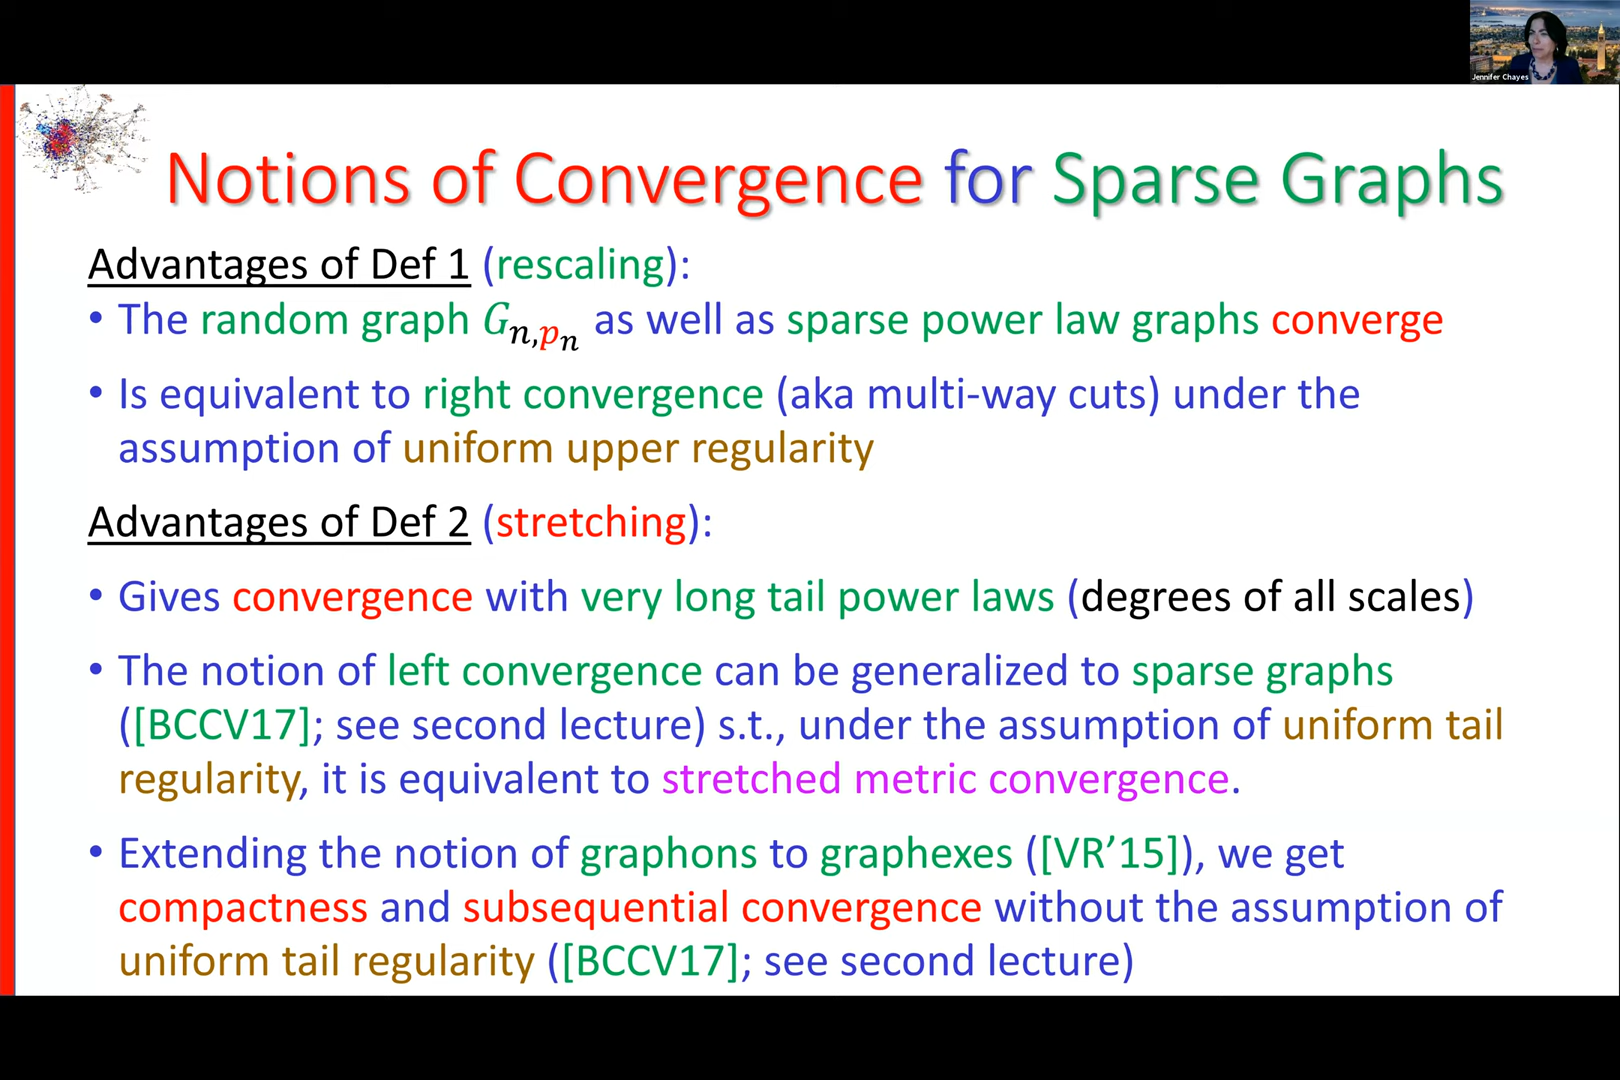 Jennifer Chayes
Notions of Convergence for Sparse Graphs
Advantages of Def 1 (rescaling):
• The random graph G_{n,p_n} as well as sparse power law graphs converge
• Is equivalent to right convergence (aka multi-way cuts) under the
assumption of uniform upper regularity
Advantages of Def 2 (stretching):
• Gives convergence with very long tail power laws (degrees of all scales)
• The notion of left convergence can be generalized to sparse graphs
([BCCV17]; see second lecture) s.t., under the assumption of uniform tail
regularity, it is equivalent to stretched metric convergence.
• Extending the notion of graphons to graphexes ([VR’15]), we get
compactness and subsequential convergence without the assumption of
uniform tail regularity ([BCCV17]; see second lecture)